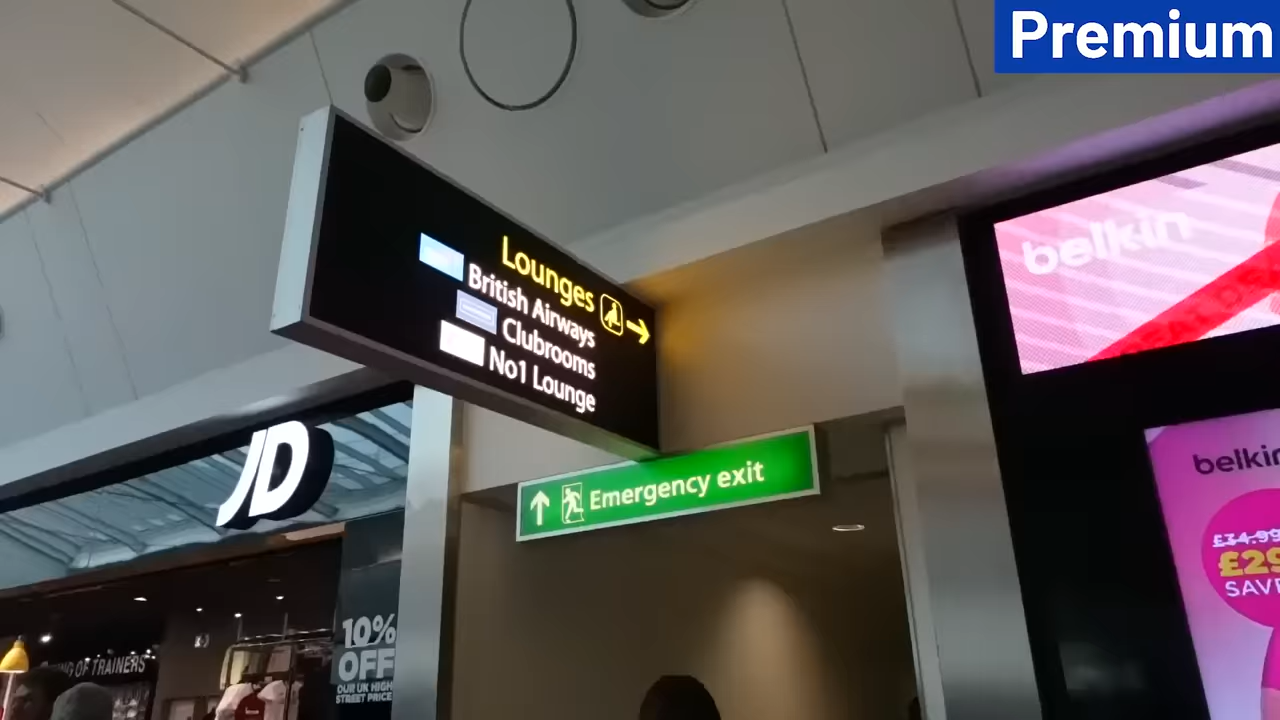 Premium
Lounges
British Airways
Clubrooms
No1 Lounge
Emergency exit
JD
10%
OFF
OUR UK HIGH
STREET PRICE
OF TRAINERS
belkin
belkin
£34.99
£29
SAVE